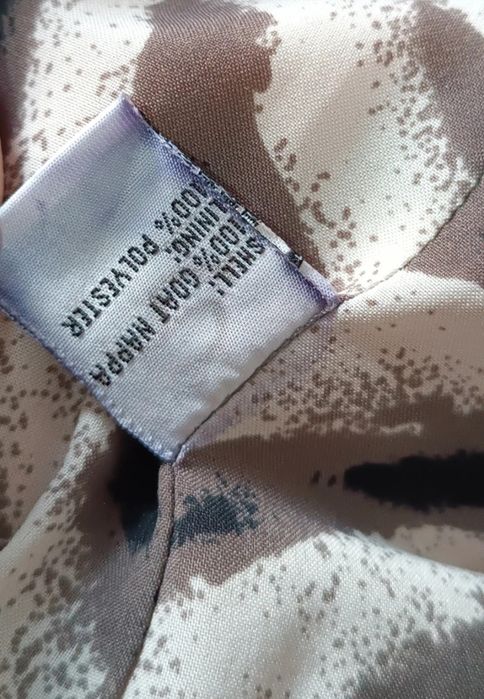 SHELL:
100% GOAT NAPPA
LINING:
100% POLYESTER